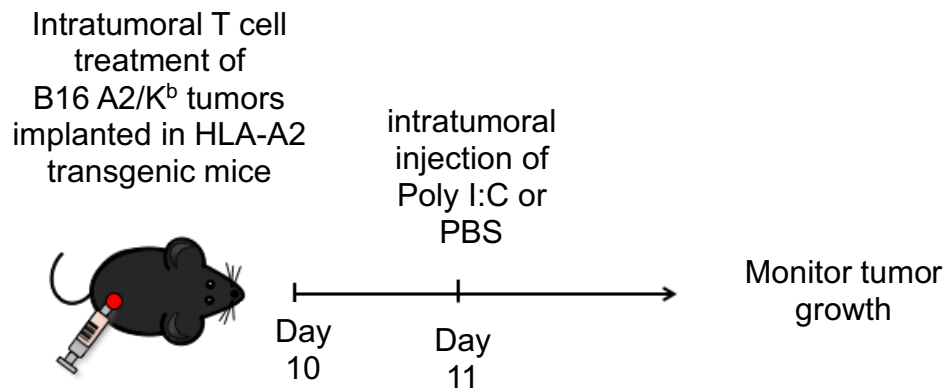 Intratumoral T cell
treatment of
B16 A2/Kᵇ tumors
implanted in HLA-A2
transgenic mice
intratumoral
injection of
Poly I:C or
PBS
Monitor tumor
growth
Day
10
Day
11